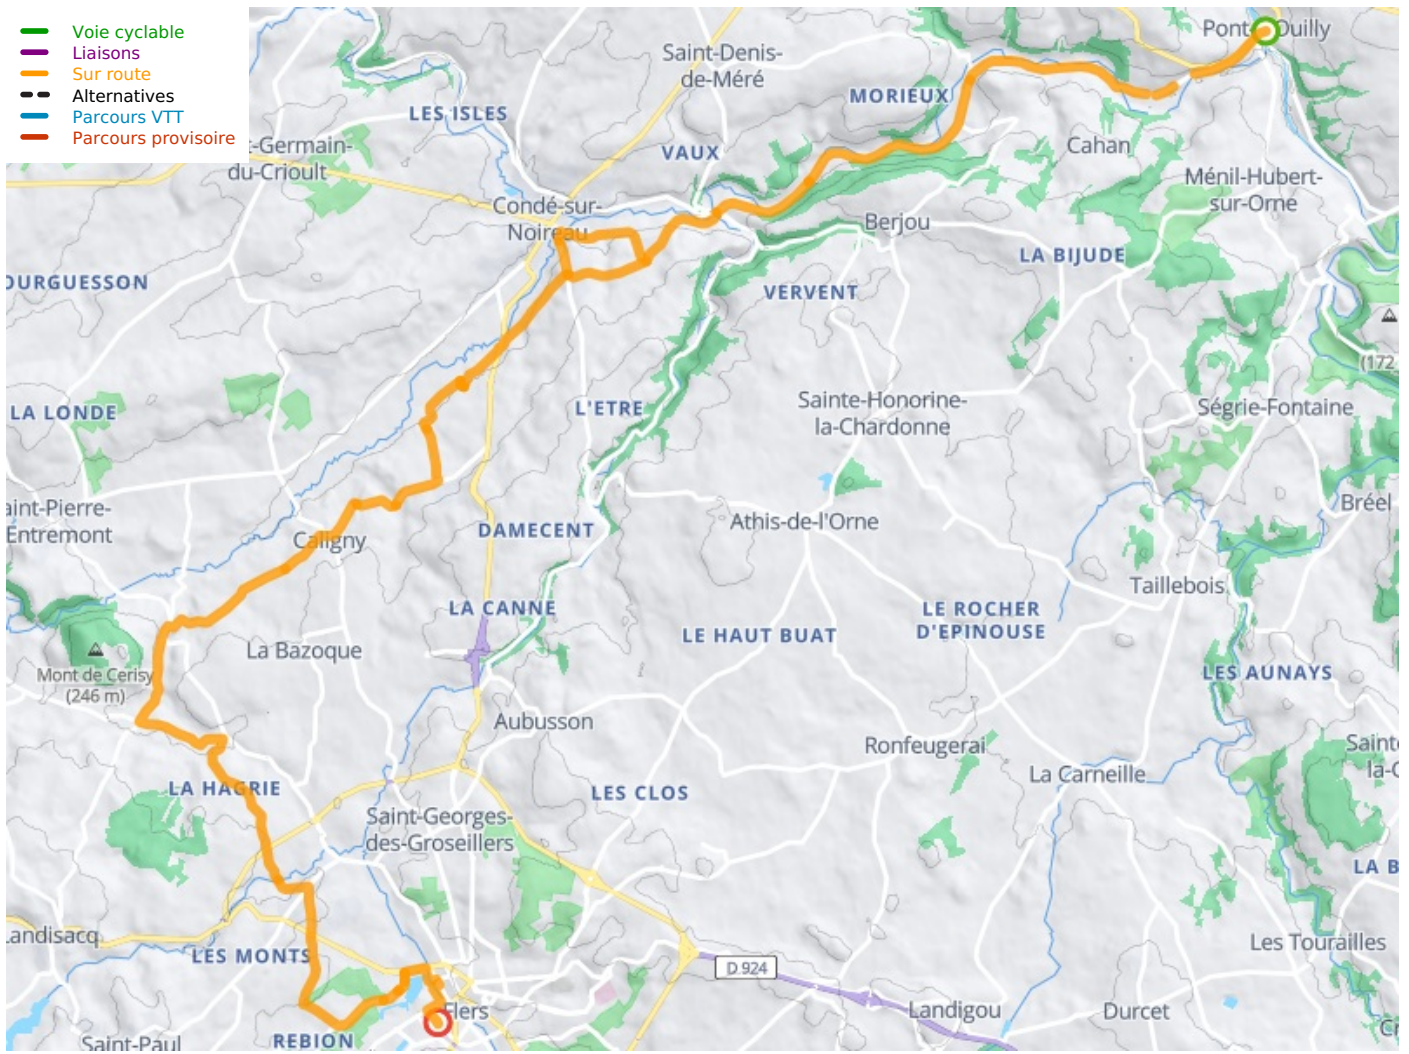 Voie cyclable
Liaisons
Sur route
Alternatives
Parcours VTT
Parcours provisoire
Pont-Ouilly
Saint-Denis-
de-Méré
MORIEUX
LES ISLES
t-Germain-
du-Crioult
VAUX
Cahan
Ménil-Hubert-
sur-Orne
Condé-sur-
Noireau
Berjou
LA BIJUDE
OURGUESSON
VERVENT
(172
LA LONDE
L'ETRE
Sainte-Honorine-
la-Chardonne
Ségrie-Fontaine
aint-Pierre-
Entremont
Bréel
Athis-de-l'Orne
DAMECENT
Caligny
Taillebois
LA CANNE
LE ROCHER
D'EPINOUSE
LE HAUT BUAT
La Bazoque
Mont de Cerisy
(246 m)
LES AUNAYS
Aubusson
Ronfeugerai
Sainte
la-C
La Carneille
LA HAGRIE
LES CLOS
Saint-Georges-
des-Groseillers
LA B
Landisacq
LES MONTS
Les Tourailles
D 924
Flers
Landigou
Durcet
REBION
Saint-Paul
Cr